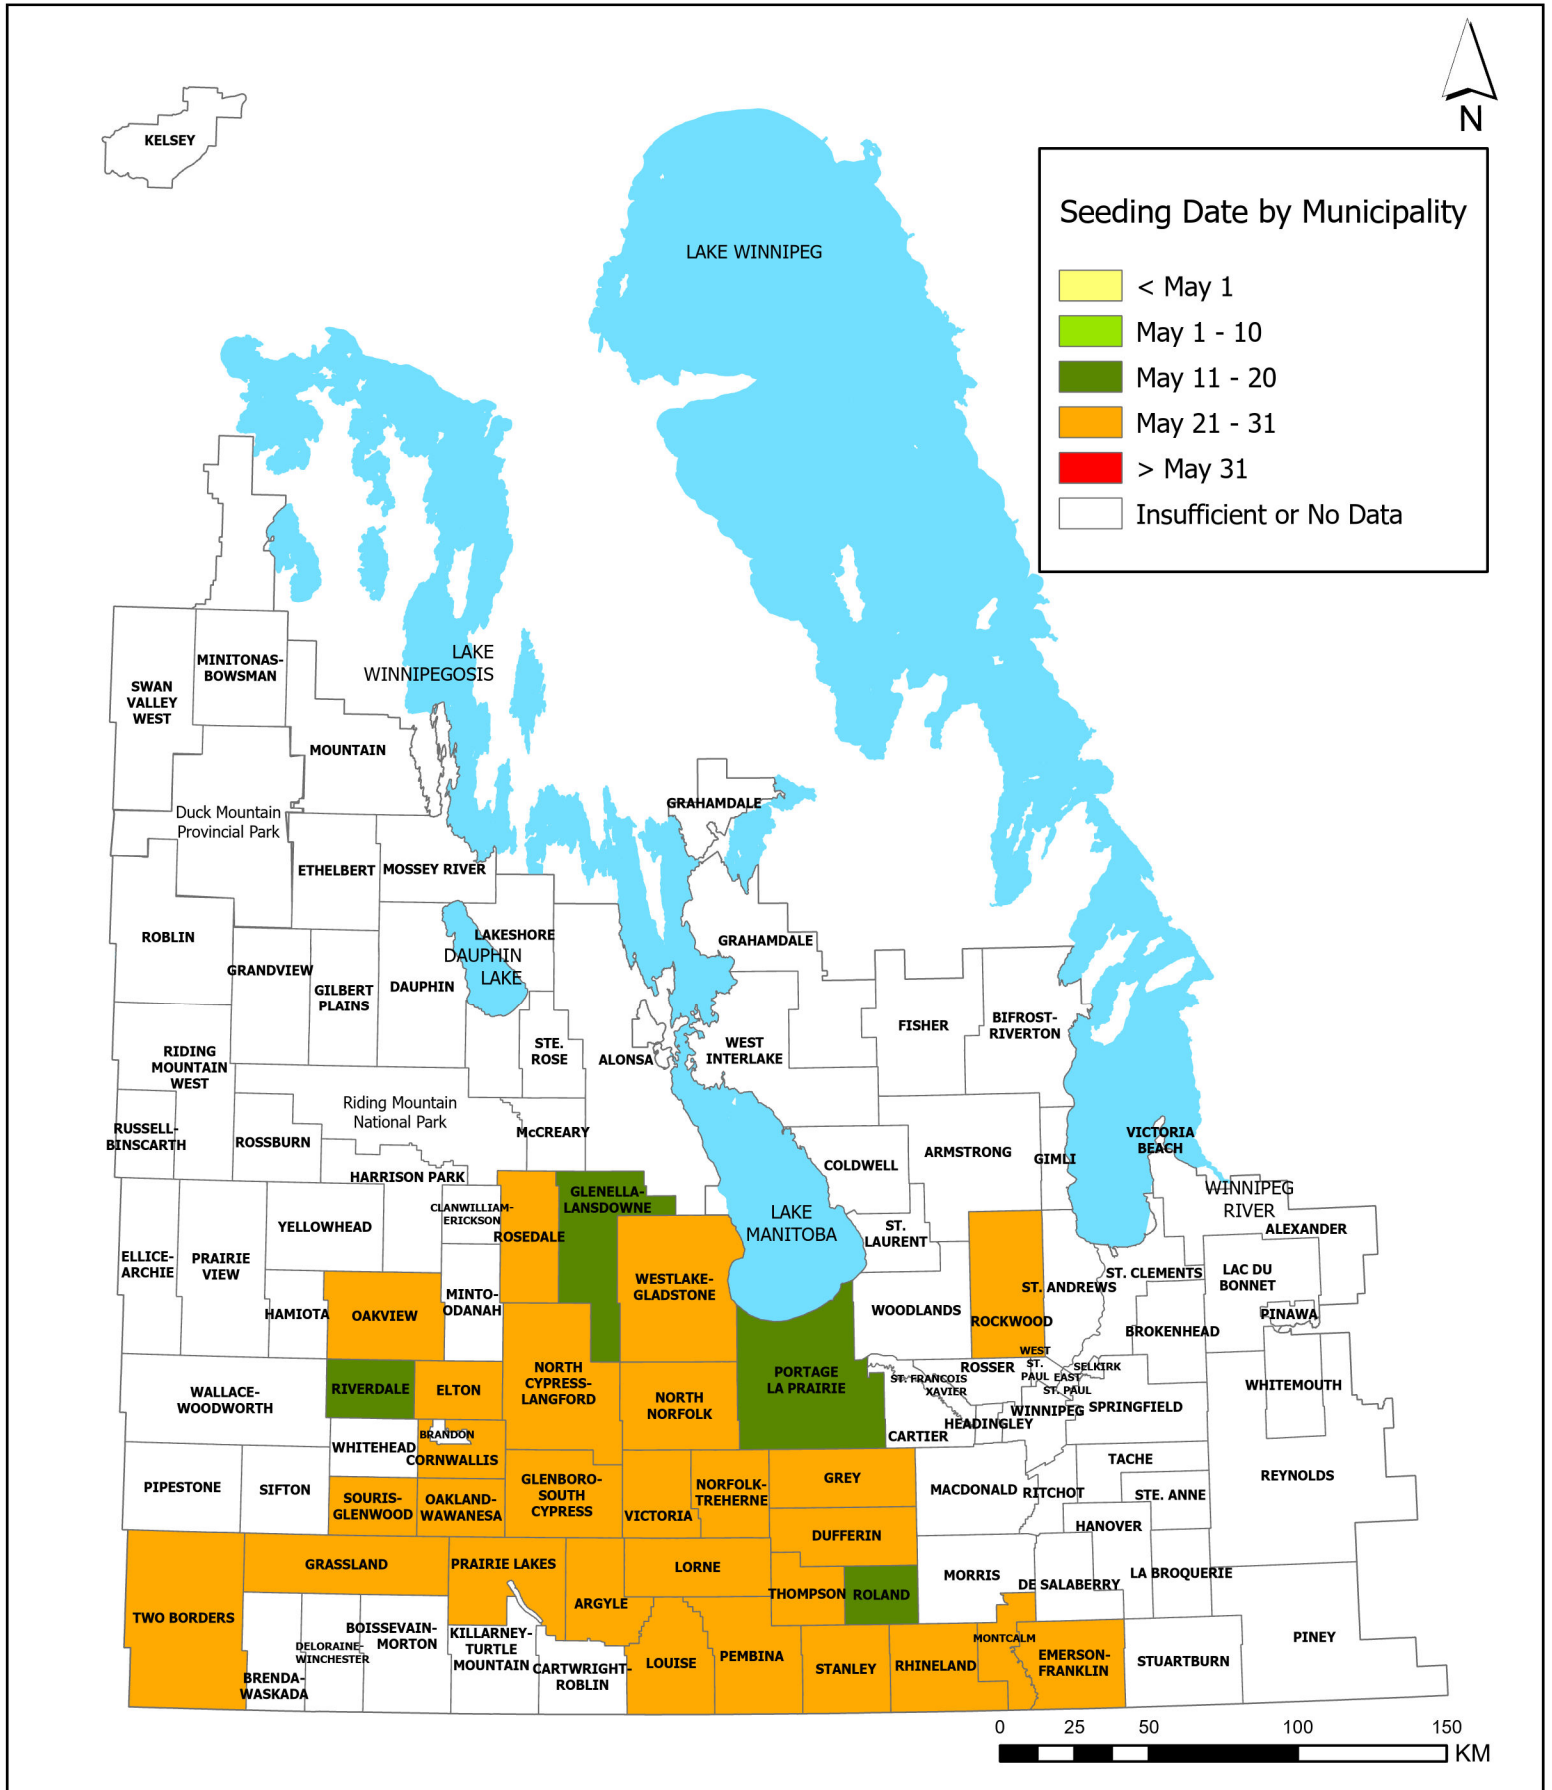 N
KELSEY
Seeding Date by Municipality
< May 1
May 1 - 10
May 11 - 20
May 21 - 31
> May 31
Insufficient or No Data
LAKE WINNIPEG
LAKE
WINNIPEGOSIS
MINITONAS-
BOWSMAN
SWAN
VALLEY
WEST
MOUNTAIN
Duck Mountain
Provincial Park
GRAHAMDALE
ETHELBERT
MOSSEY RIVER
ROBLIN
LAKESHORE
DAUPHIN
LAKE
GRAHAMDALE
GRANDVIEW
GILBERT
PLAINS
DAUPHIN
FISHER
BIFROST-
RIVERTON
STE.
ROSE
ALONSA
WEST
INTERLAKE
RIDING
MOUNTAIN
WEST
Riding Mountain
National Park
RUSSELL-
BINSCARTH
ROSSBURN
McCREARY
VICTORIA
BEACH
ARMSTRONG
GIMLI
COLDWELL
HARRISON PARK
GLENELLA-
LANSDOWNE
WINNIPEG
RIVER
ALEXANDER
CLANWILLIAM-
ERICKSON
YELLOWHEAD
ROSEDALE
LAKE
MANITOBA
ST.
LAURENT
ELLICE-
ARCHIE
PRAIRIE
VIEW
WESTLAKE-
GLADSTONE
ST. ANDREWS
ST. CLEMENTS
LAC DU
BONNET
HAMIOTA
OAKVIEW
MINTO-
ODANAH
WOODLANDS
ROCKWOOD
PINAWA
BROKENHEAD
WALLACE-
WOODWORTH
RIVERDALE
ELTON
NORTH
CYPRESS-
LANGFORD
NORTH
NORFOLK
PORTAGE
LA PRAIRIE
ROSSER
WEST
ST.
PAUL
SELKIRK
EAST
ST. PAUL
ST. FRANCOIS
XAVIER
WHITEMOUTH
HEADINGLEY
WINNIPEG
SPRINGFIELD
CARTIER
WHITEHEAD
BRANDON
CORNWALLIS
PIPESTONE
SIFTON
SOURIS-
GLENWOOD
OAKLAND-
WAWANESA
GLENBORO-
SOUTH
CYPRESS
VICTORIA
NORFOLK-
TREHERNE
GREY
MACDONALD
RITCHOT
TACHE
STE. ANNE
REYNOLDS
HANOVER
DUFFERIN
GRASSLAND
PRAIRIE LAKES
LORNE
MORRIS
DE SALABERRY
LA BROQUERIE
TWO BORDERS
ARGYLE
THOMPSON
ROLAND
BOISSEVAIN-
MORTON
DELORAINE-
WINCHESTER
BRENDA-
WASKADA
KILLARNEY-
TURTLE
MOUNTAIN
CARTWRIGHT-
ROBLIN
LOUISE
PEMBINA
STANLEY
RHINELAND
MONTCALM
EMERSON-
FRANKLIN
STUARTBURN
PINEY
0 25 50 100 150
KM